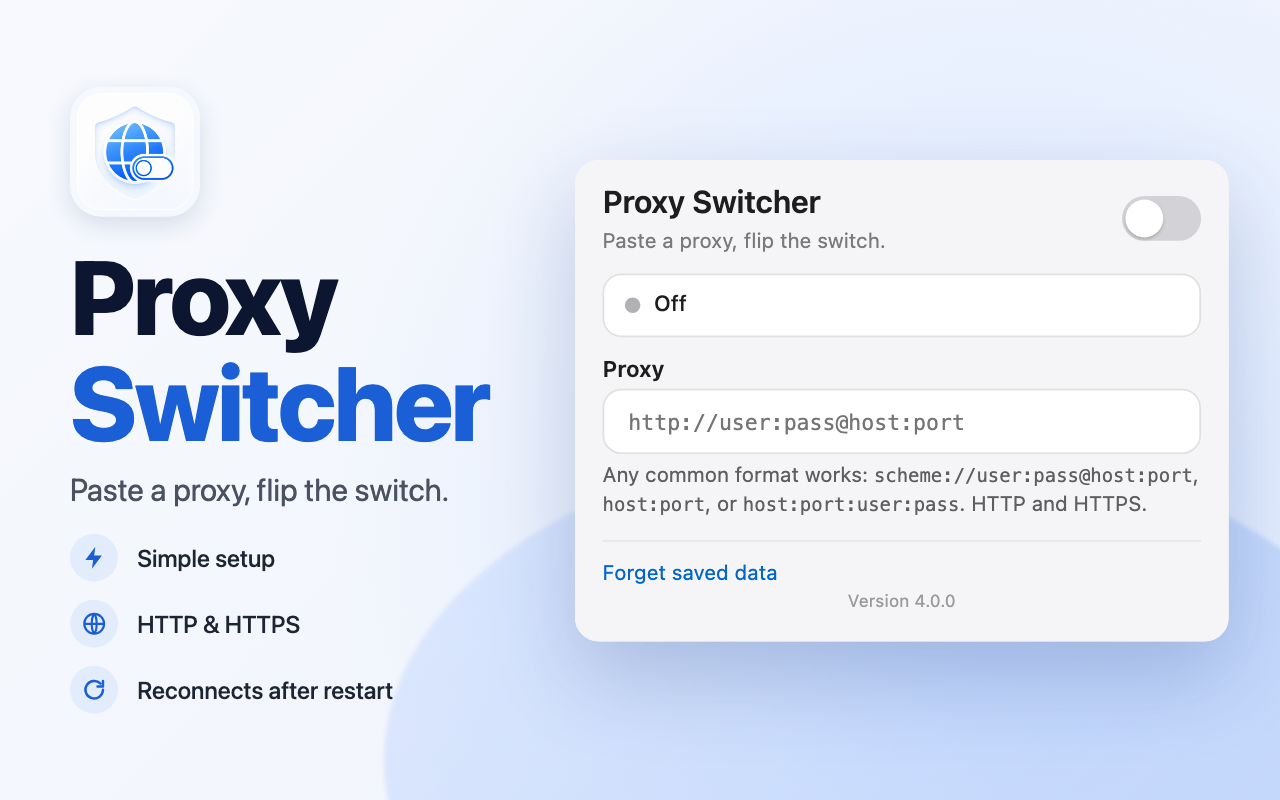 Proxy
Switcher
Paste a proxy, flip the switch.
Simple setup
HTTP & HTTPS
Reconnects after restart
Proxy Switcher
Paste a proxy, flip the switch.
Off
Proxy
http://user:pass@host:port
Any common format works: scheme://user:pass@host:port,
host:port, or host:port:user:pass. HTTP and HTTPS.
Forget saved data
Version 4.0.0